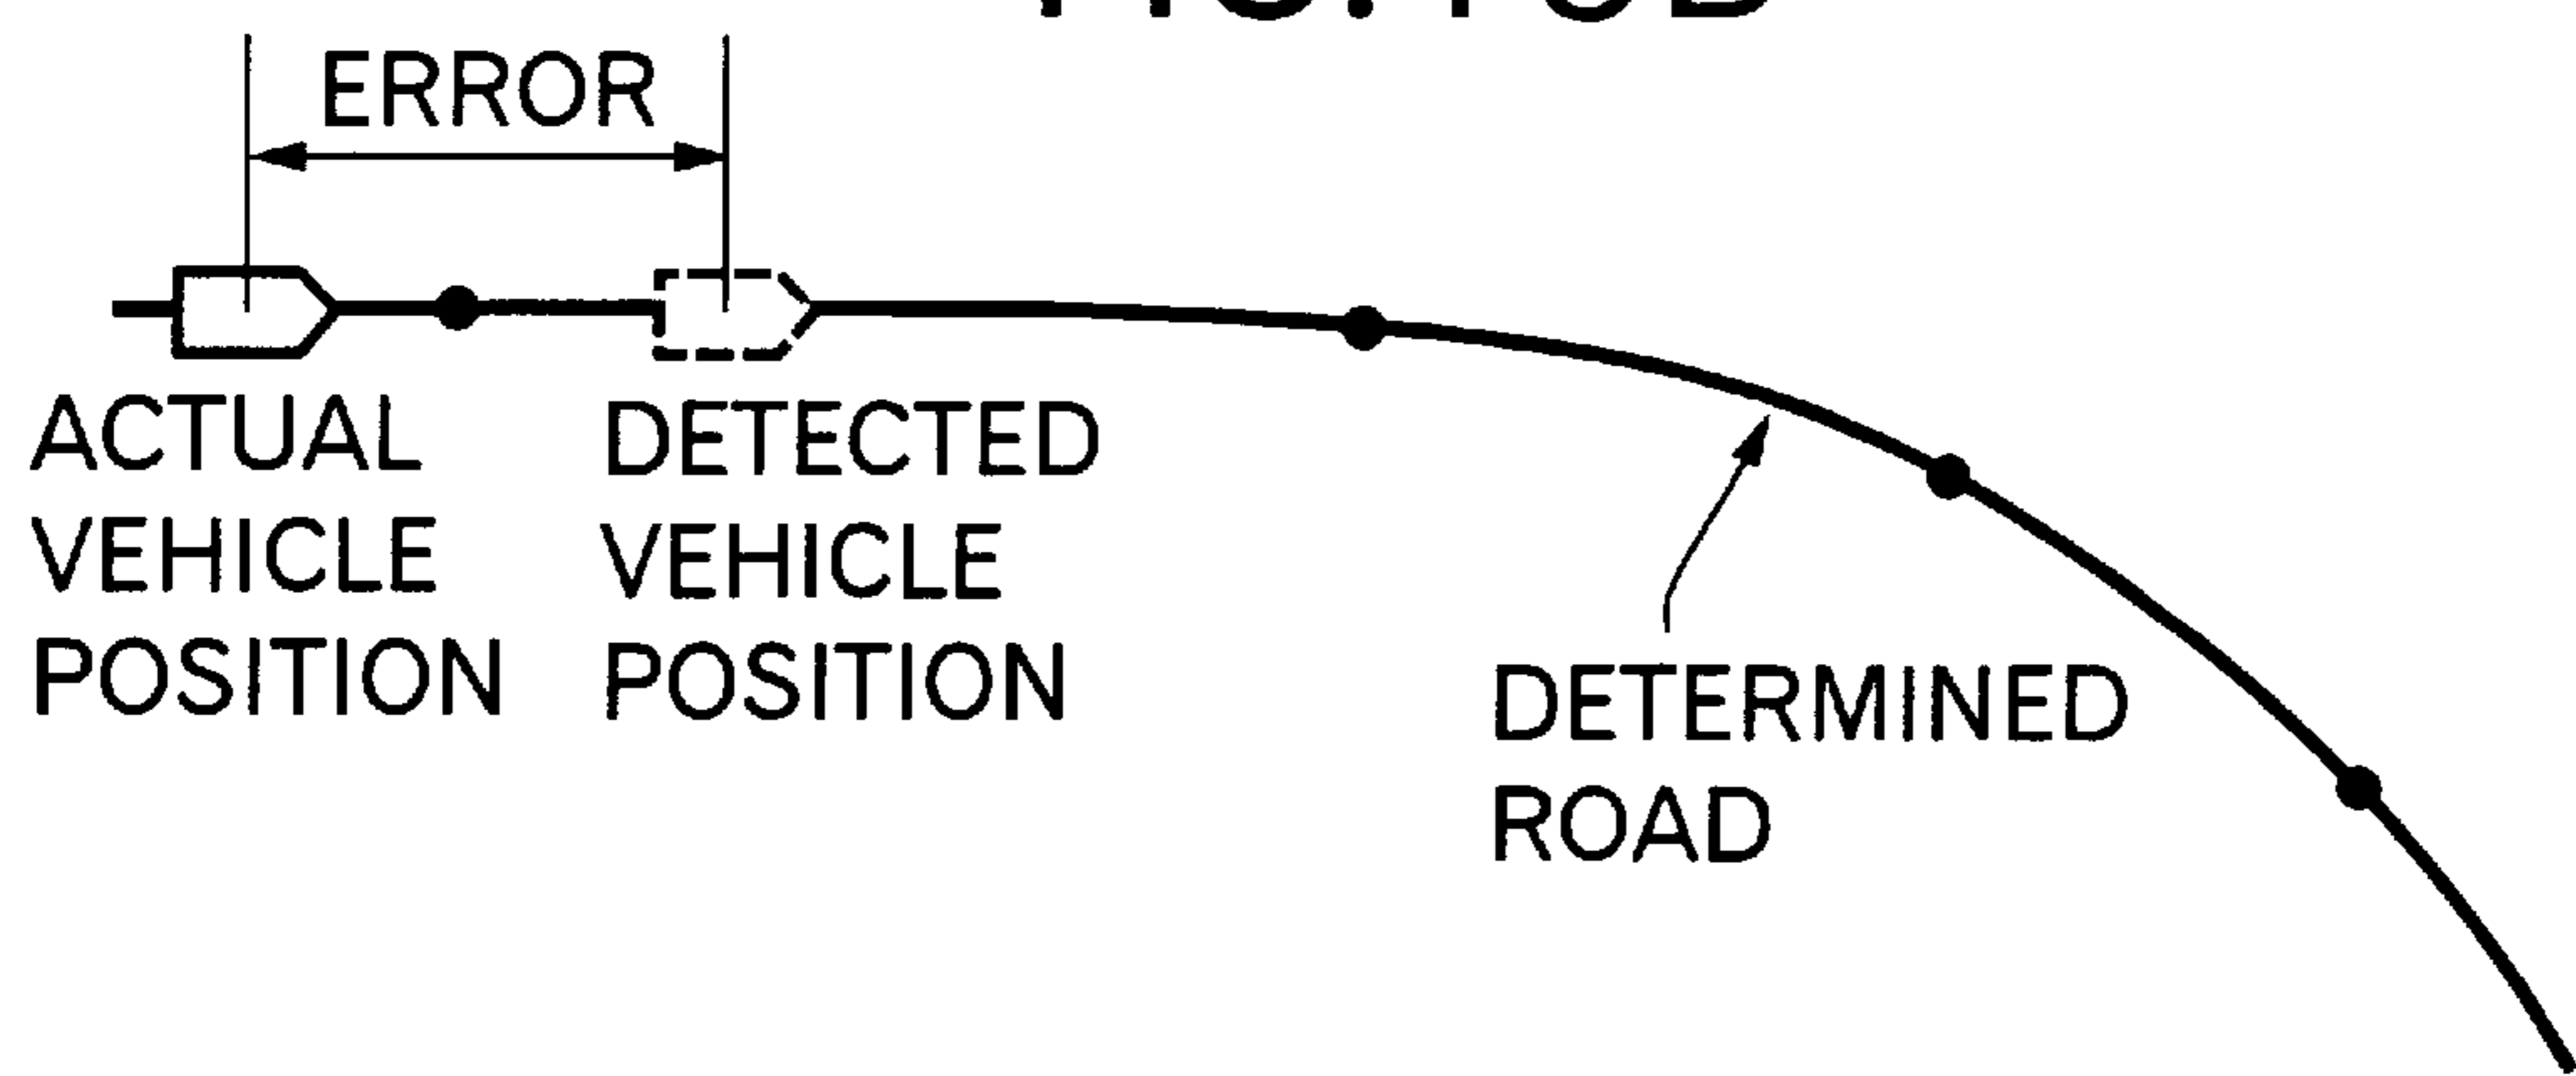 ERROR
ACTUAL
VEHICLE
POSITION
DETECTED
VEHICLE
POSITION
DETERMINED
ROAD